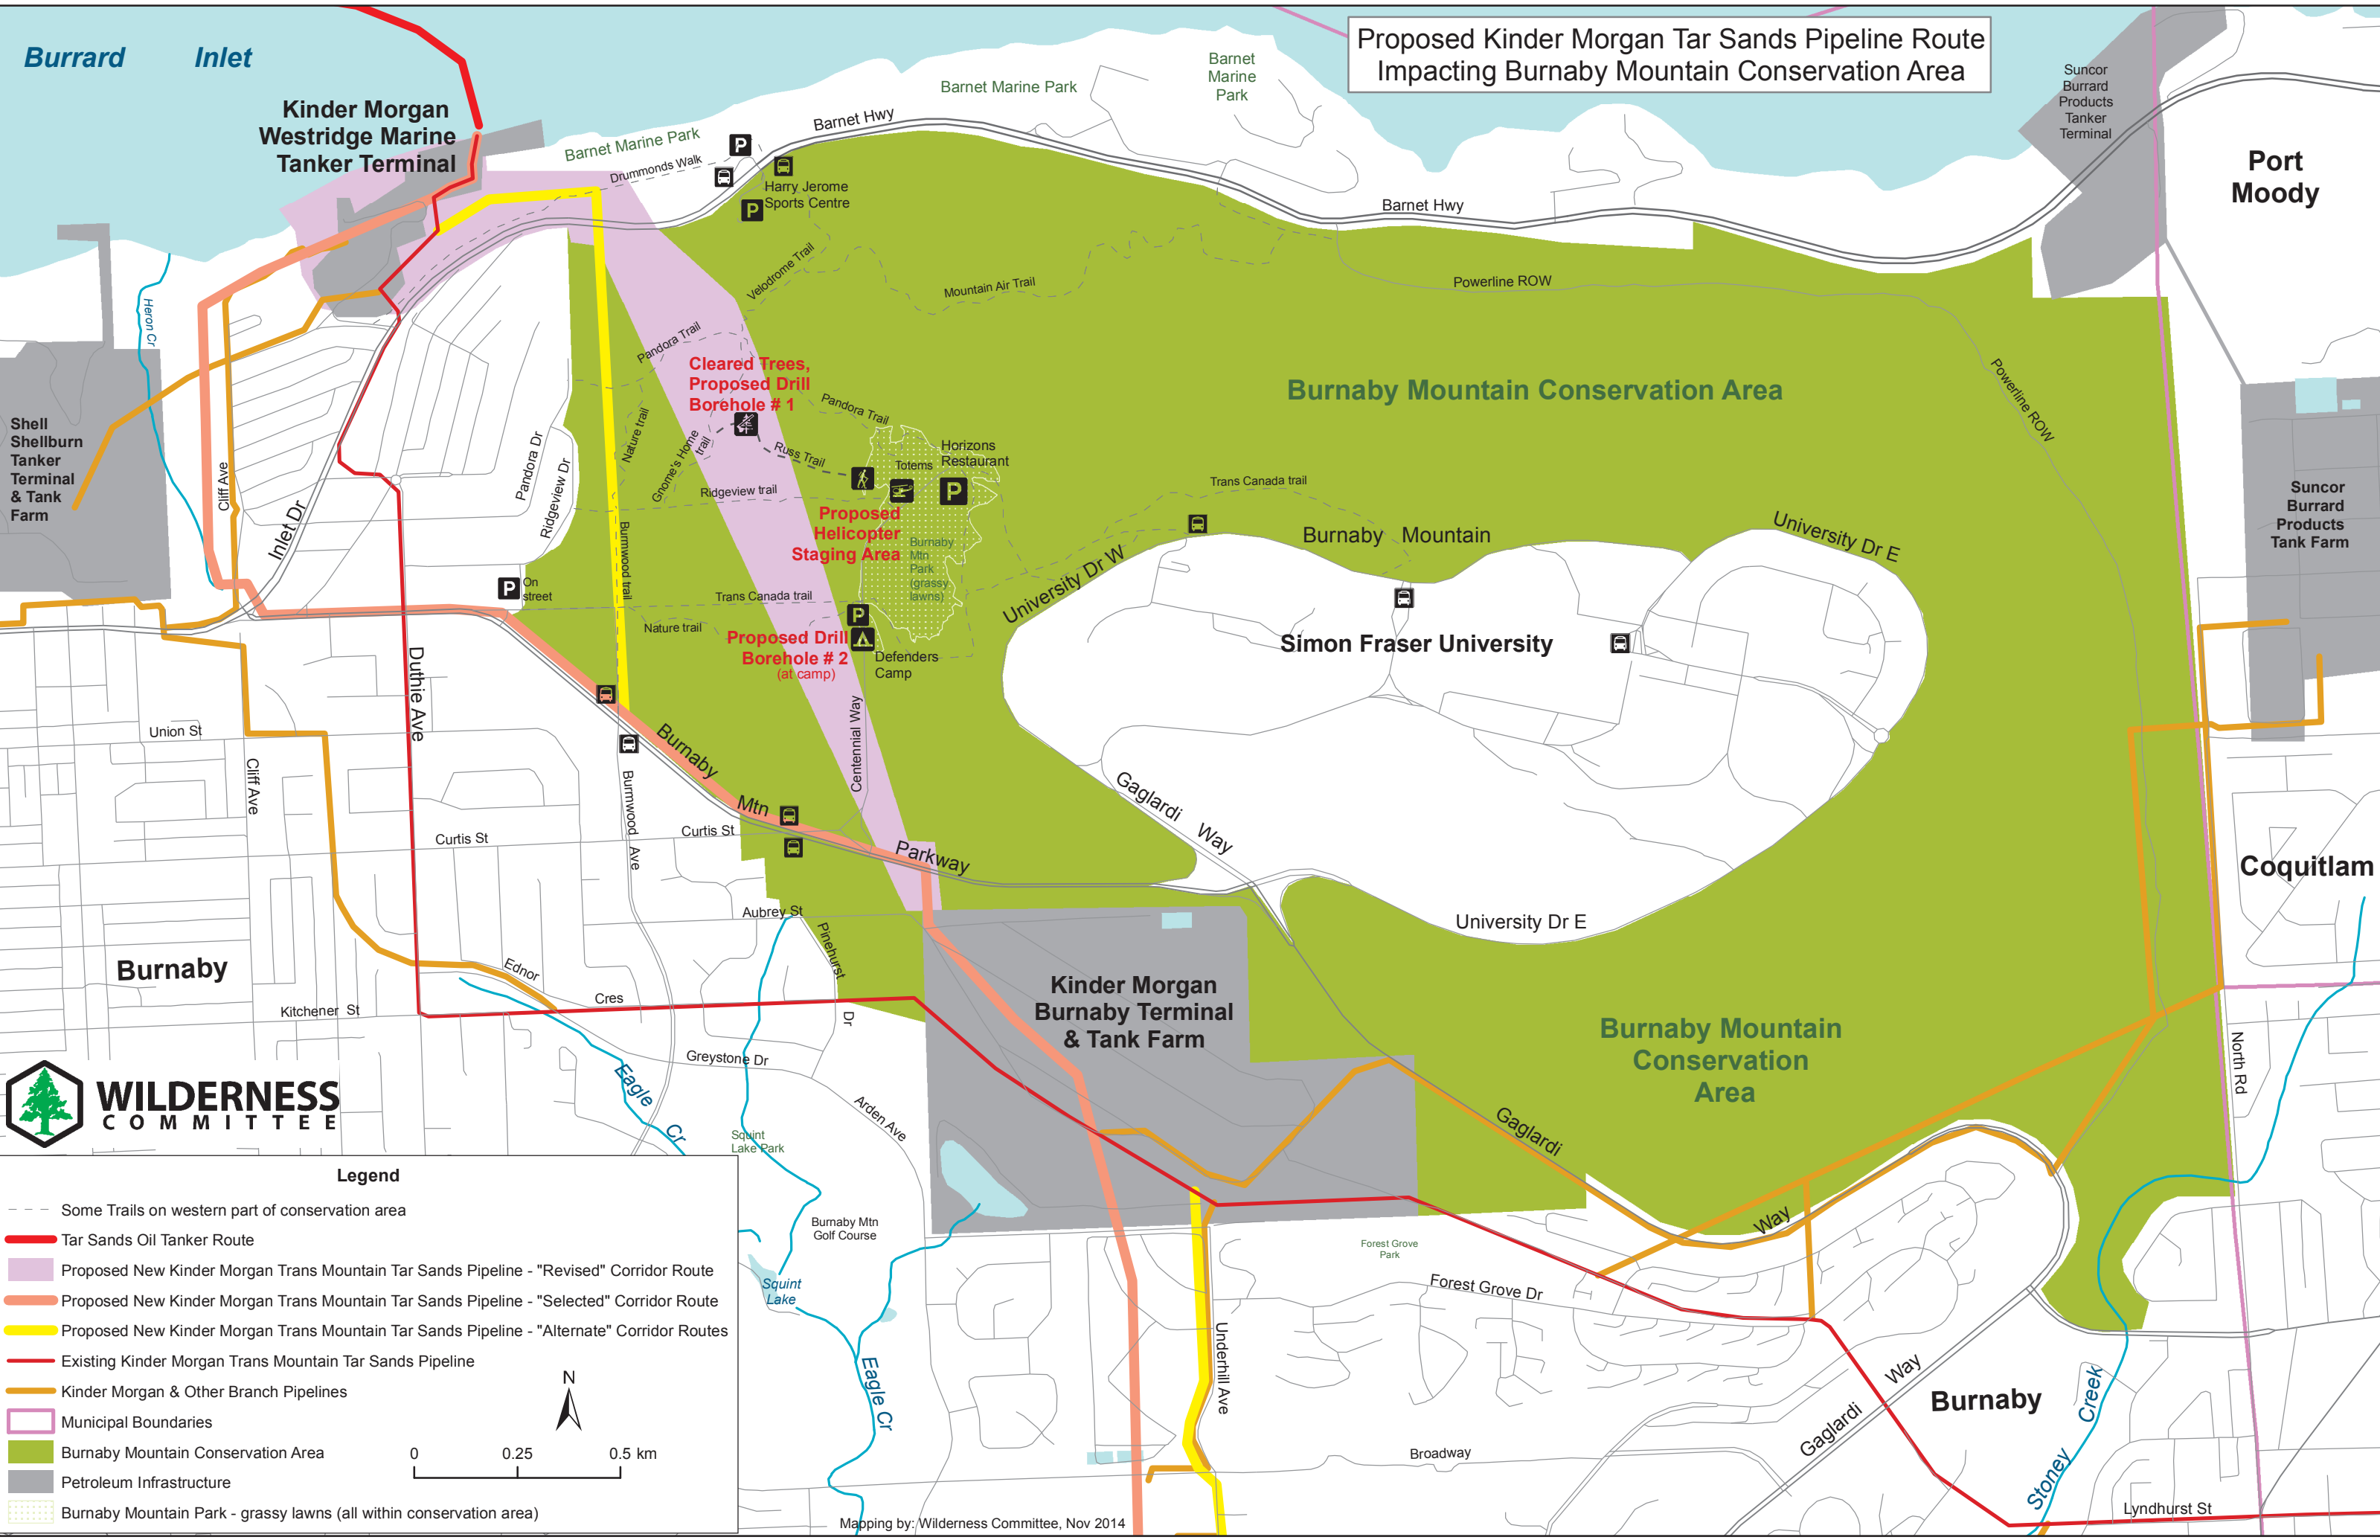 Proposed Kinder Morgan Tar Sands Pipeline Route
Impacting Burnaby Mountain Conservation Area
Burrard Inlet
Kinder Morgan
Westridge Marine
Tanker Terminal
Barnet Marine Park
Drummonds Walk
P
Harry Jerome
Sports Centre
P
Barnet Hwy
Barnet Marine Park
Barnet
Marine
Park
Barnet Hwy
Suncor
Burrard
Products
Tanker
Terminal
Port
Moody
Heron Cr
Velodrome Trail
Mountain Air Trail
Powerline ROW
Powerline ROW
Pandora Trail
Cleared Trees,
Proposed Drill
Borehole # 1
Pandora Trail
Burnaby Mountain Conservation Area
Shell
Shellburn
Tanker
Terminal
& Tank
Farm
Cliff Ave
Inlet Dr
Pandora Dr
Ridgeview Dr
Nature trail
Gnome's Home
trail
Russ Trail
Ridgeview trail
Totems
Horizons
Restaurant
P
Proposed
Helicopter
Staging Area
Burnaby
Mtn
Park
(grassy
lawns)
Trans Canada trail
Burnaby Mountain
University Dr W
University Dr E
Suncor
Burrard
Products
Tank Farm
P
On
street
Burmwood trail
Trans Canada trail
Nature trail
P
Proposed Drill
Borehole # 2
(at camp)
Defenders
Camp
Simon Fraser University
Duthie Ave
Union St
Cliff Ave
Burnaby
Mtn
Parkway
Centennial Way
Gaglardi
Way
Burmwood
Ave
Curtis St
Curtis St
Coquitlam
Aubrey St
University Dr E
Pinehurst
Dr
Burnaby
Ednor
Cres
Kitchener St
Kinder Morgan
Burnaby Terminal
& Tank Farm
Burnaby Mountain
Conservation
Area
North Rd
Greystone Dr
Eagle
Cr
Arden Ave
Squint
Lake Park
Gaglardi
Way
WILDERNESS
COMMITTEE
Burnaby Mtn
Golf Course
Forest Grove
Park
Squint
Lake
Forest Grove Dr
Eagle Cr
Underhill Ave
Gaglardi
Way
Burnaby
Stoney
Creek
Broadway
Lyndhurst St
Legend
Some Trails on western part of conservation area
Tar Sands Oil Tanker Route
Proposed New Kinder Morgan Trans Mountain Tar Sands Pipeline - "Revised" Corridor Route
Proposed New Kinder Morgan Trans Mountain Tar Sands Pipeline - "Selected" Corridor Route
Proposed New Kinder Morgan Trans Mountain Tar Sands Pipeline - "Alternate" Corridor Routes
Existing Kinder Morgan Trans Mountain Tar Sands Pipeline
Kinder Morgan & Other Branch Pipelines
Municipal Boundaries
Burnaby Mountain Conservation Area
Petroleum Infrastructure
Burnaby Mountain Park - grassy lawns (all within conservation area)
N
0 0.25 0.5 km
Mapping by: Wilderness Committee, Nov 2014